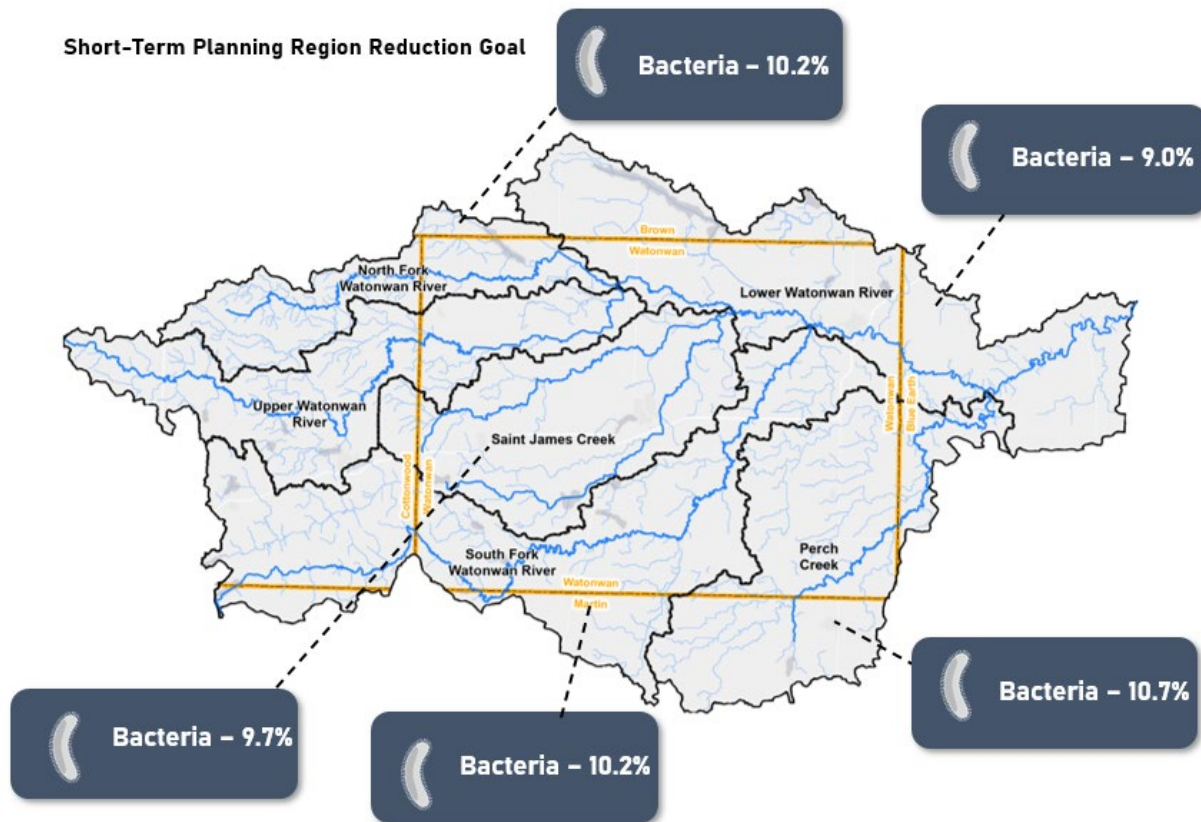 Short-Term Planning Region Reduction Goal
Bacteria – 10.2%
Bacteria – 9.0%
Brown
Watonwan
North Fork
Watonwan River
Lower Watonwan River
Watonwan
Blue Earth
Upper Watonwan
River
Saint James Creek
Cottonwood
Watonwan
South Fork
Watonwan River
Perch
Creek
Watonwan
Martin
Bacteria – 10.7%
Bacteria – 9.7%
Bacteria – 10.2%